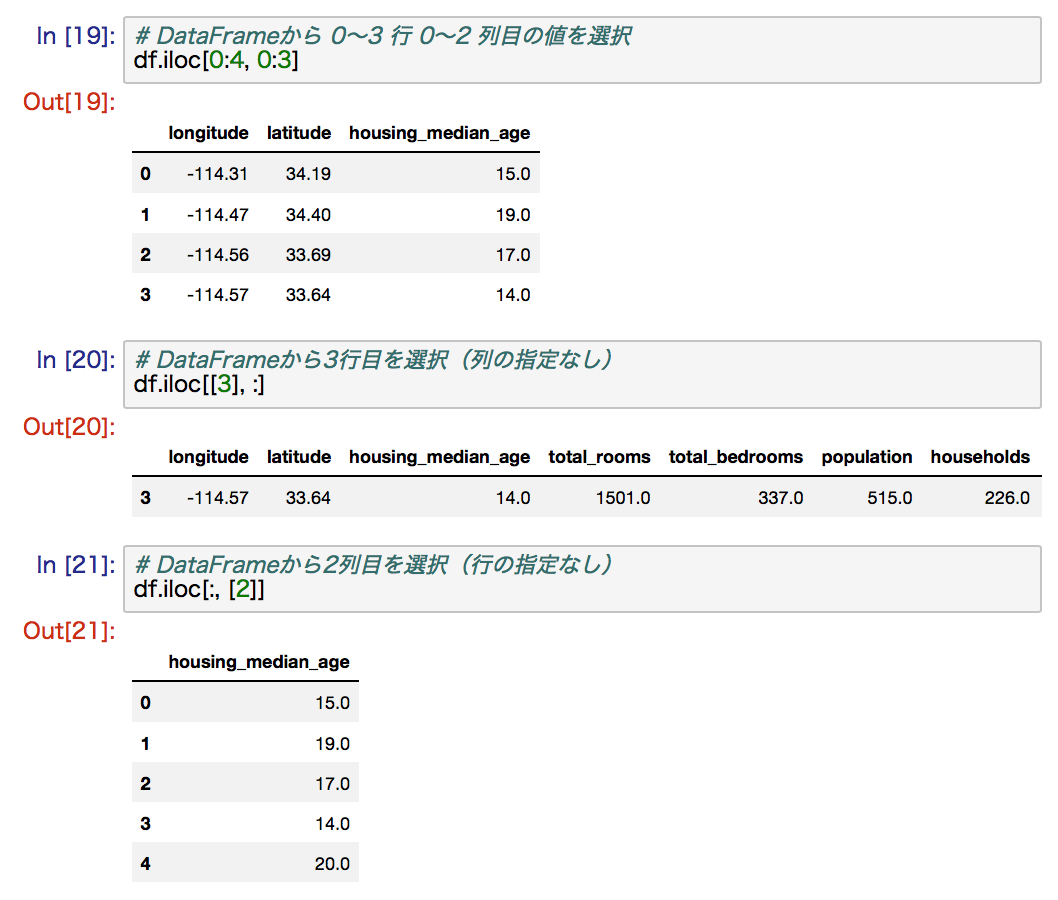 In [19]: # DataFrameから 0〜3 行 0〜2 列目の値を選択
df.iloc[0:4, 0:3]
Out[19]:
longitude latitude housing_median_age
0 -114.31 34.19 15.0
1 -114.47 34.40 19.0
2 -114.56 33.69 17.0
3 -114.57 33.64 14.0
In [20]: # DataFrameから3行目を選択（列の指定なし）
df.iloc[[3], :]
Out[20]:
longitude latitude housing_median_age total_rooms total_bedrooms population households
3 -114.57 33.64 14.0 1501.0 337.0 515.0 226.0
In [21]: # DataFrameから2列目を選択（行の指定なし）
df.iloc[:, [2]]
Out[21]:
housing_median_age
0 15.0
1 19.0
2 17.0
3 14.0
4 20.0